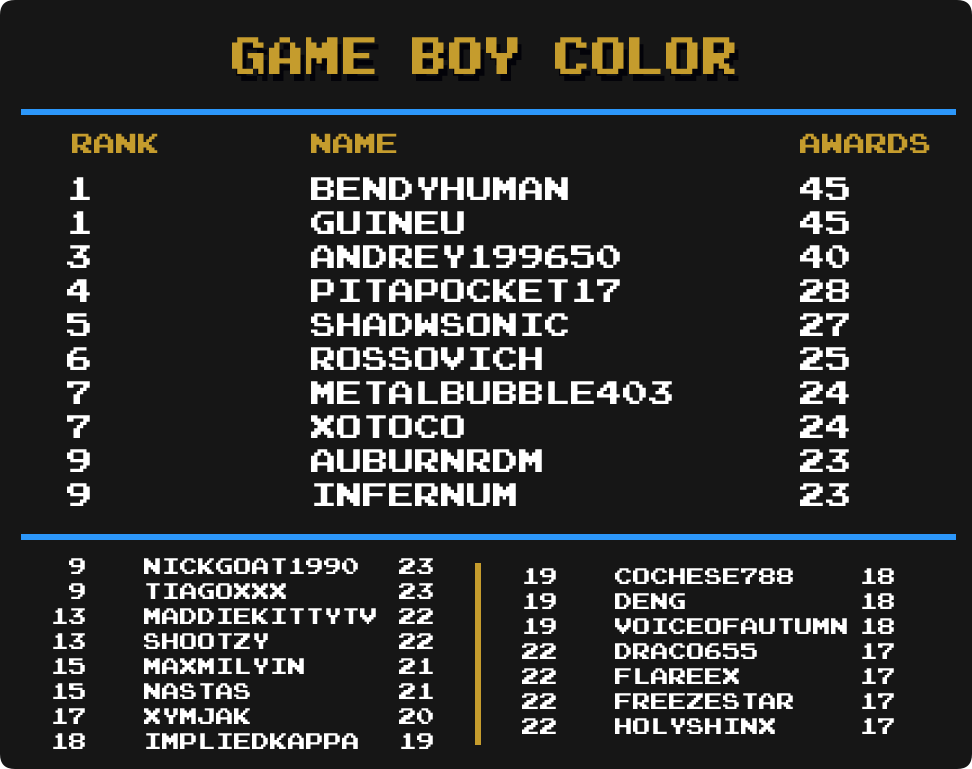 GAME BOY COLOR
RANK NAME AWARDS
1 BENDYHUMAN 45
1 GUINEU 45
3 ANDREY199650 40
4 PITAPOCKET17 28
5 SHADWSONIC 27
6 ROSSOVICH 25
7 METALBUBBLE403 24
7 XOTOCO 24
9 AUBURNRDM 23
9 INFERNUM 23
9 NICKGOAT1990 23
9 TIAGOXXX 23
13 MADDIEKITTYTV 22
13 SHOOTZY 22
15 MAXMILYIN 21
15 NASTAS 21
17 XYMJAK 20
18 IMPLIEDKAPPA 19
19 COCHESE788 18
19 DENG 18
19 VOICEOFAUTUMN 18
22 DRACO655 17
22 FLAREEX 17
22 FREEZESTAR 17
22 HOLYSHINX 17